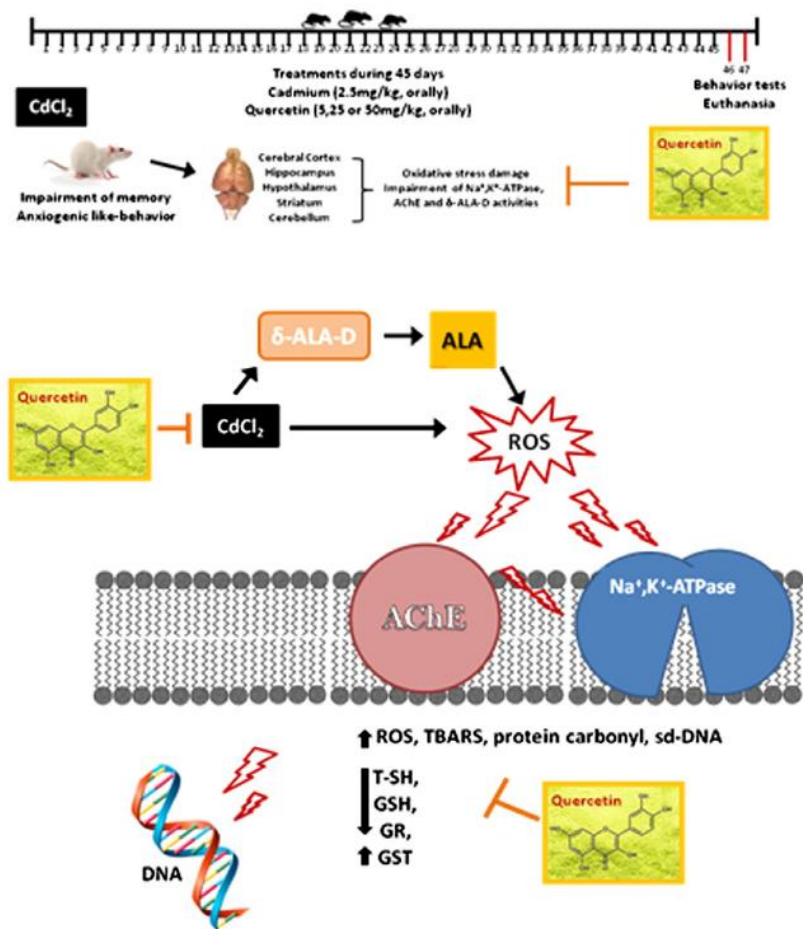 1 2 3 4 5 6 7 8 9 10 11 12 13 14 15 16 17 18 19 20 21 22 23 24 25 26 27 28 29 30 31 32 33 34 35 36 37 38 39 40 41 42 43 44 45
46 47
Treatments during 45 days
Cadmium (2.5mg/kg, orally)
Quercetin (5,25 or 50mg/kg, orally)
Behavior tests
Euthanasia
CdCl₂
Impairment of memory
Anxiogenic like-behavior
Cerebral Cortex
Hippocampus
Hypothalamus
Striatum
Cerebellum
Oxidative stress damage
Impairment of Na⁺,K⁺-ATPase,
AChE and δ-ALA-D activities
Quercetin
δ-ALA-D
ALA
Quercetin
CdCl₂
ROS
AChE
Na⁺,K⁺-ATPase
ROS, TBARS, protein carbonyl, sd-DNA
T-SH,
GSH,
GR,
GST
Quercetin
DNA